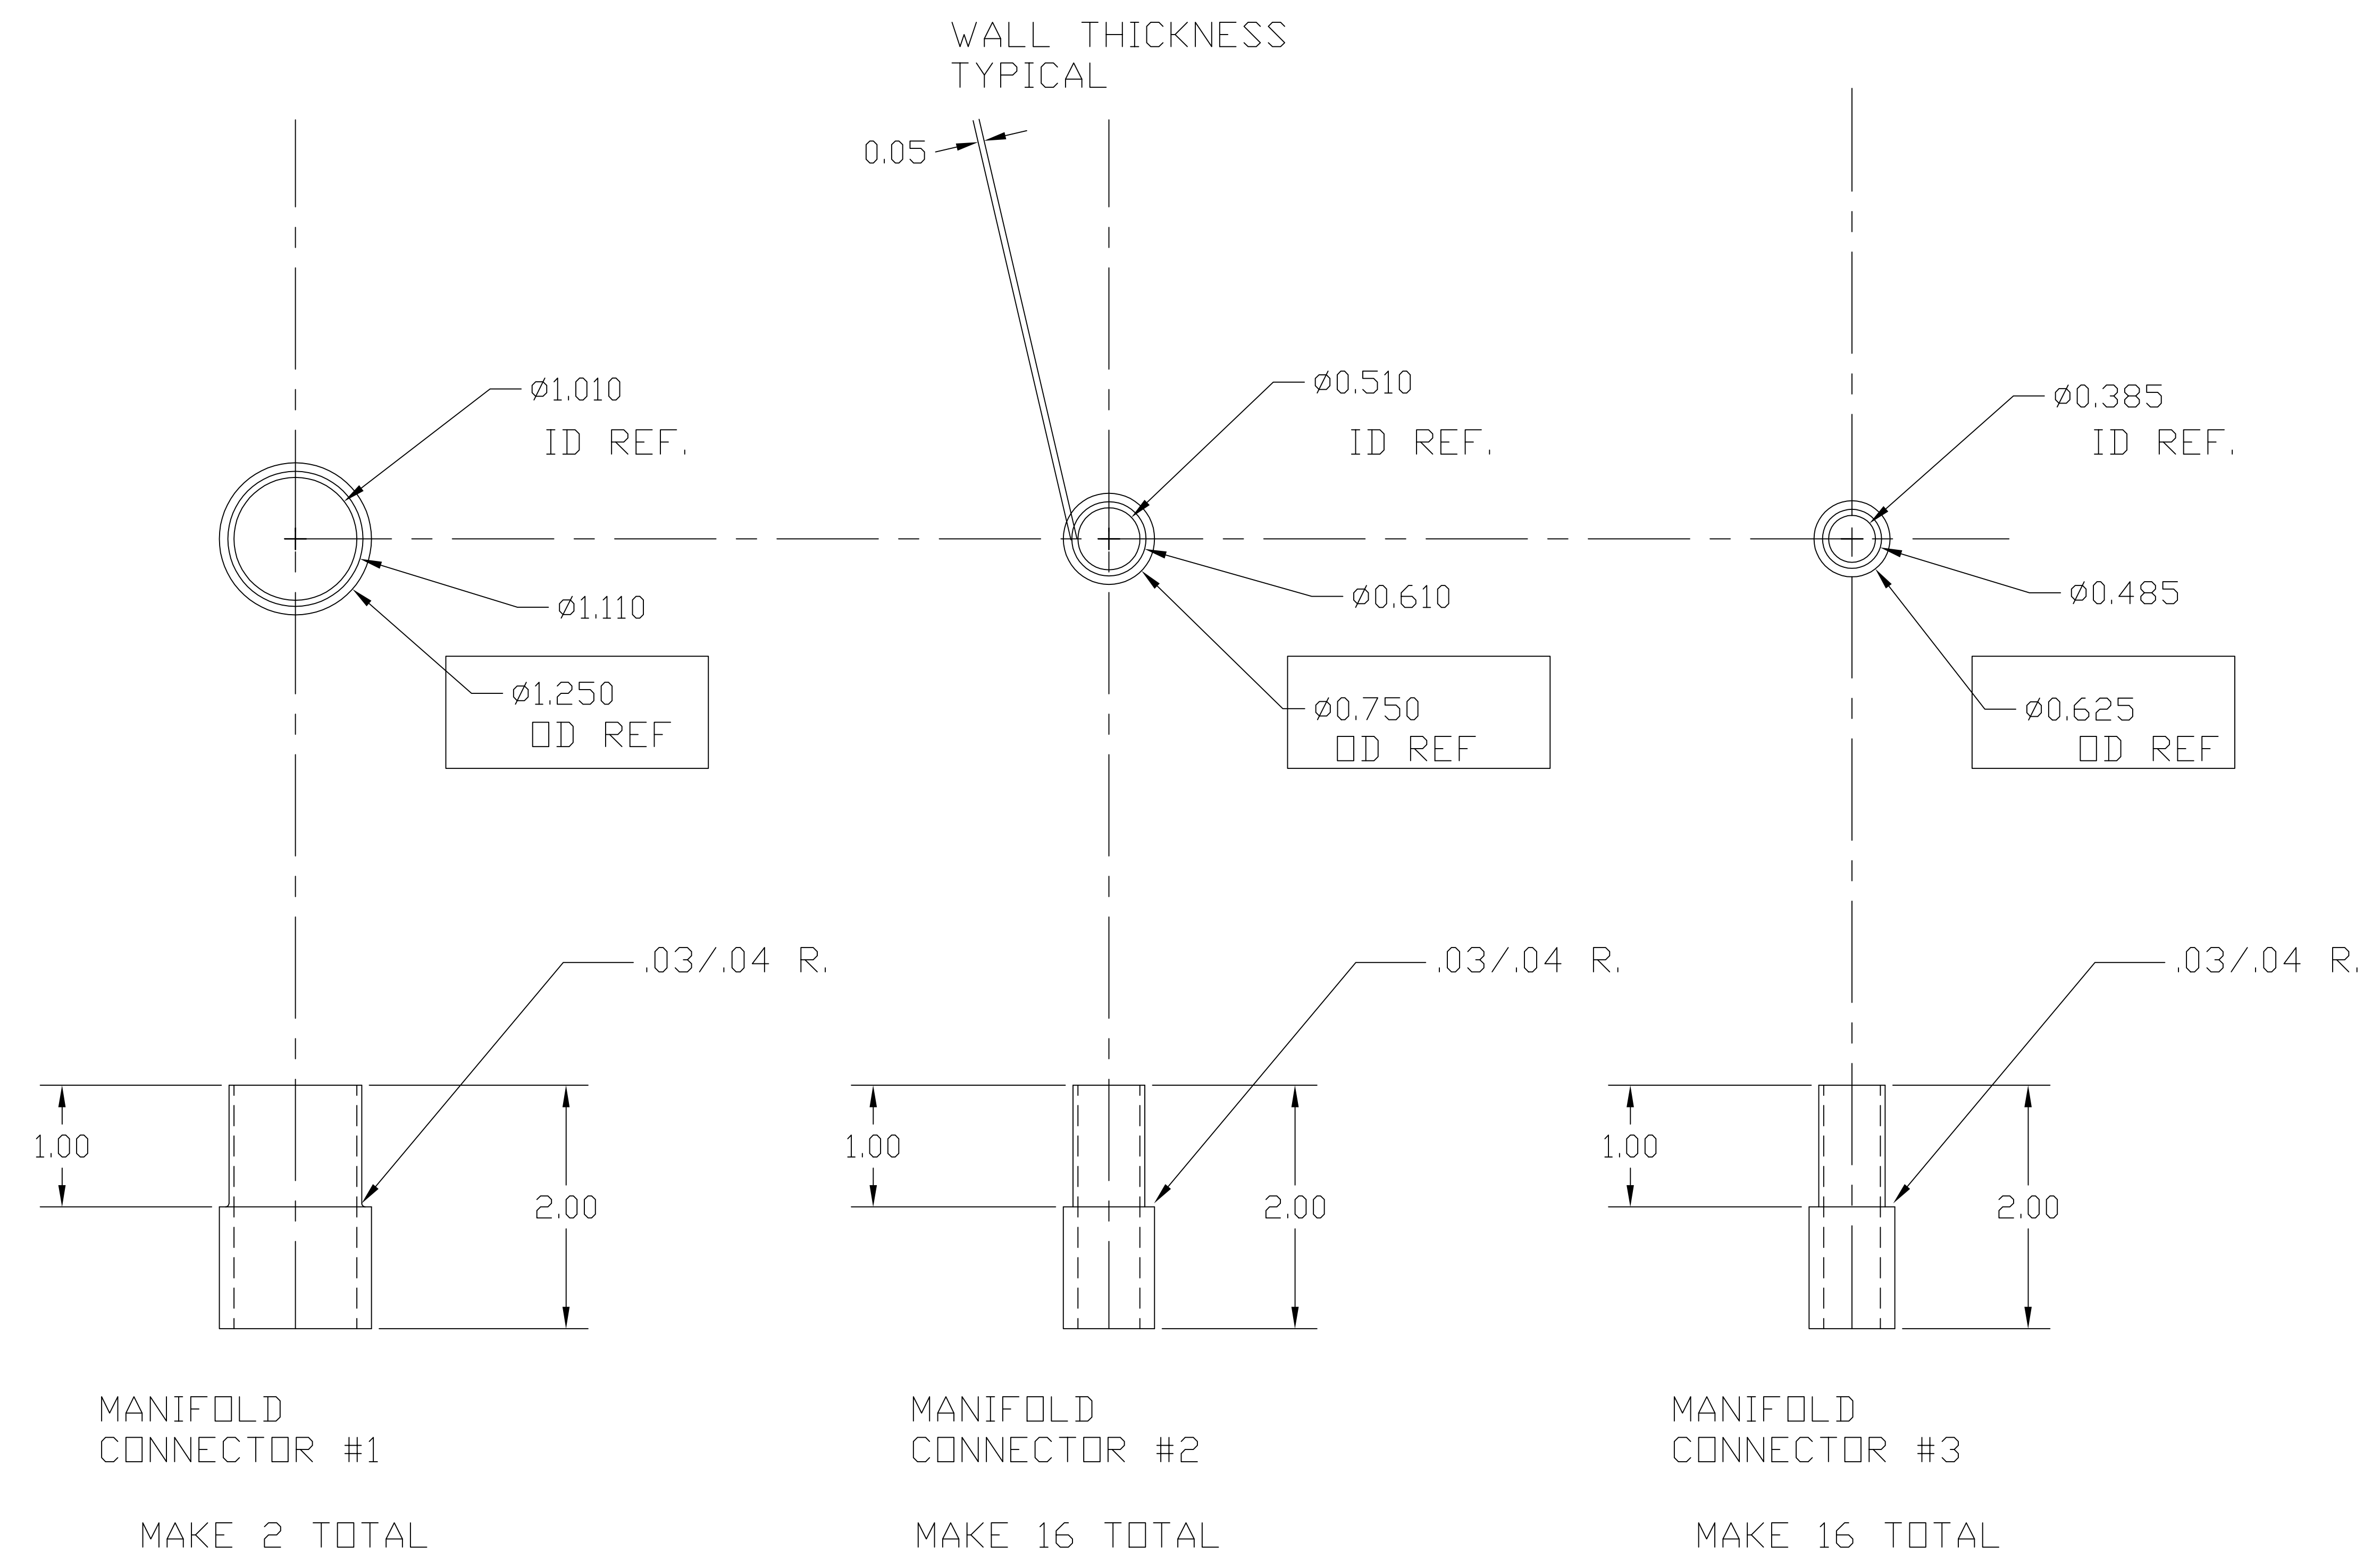 WALL THICKNESS
TYPICAL
0.05
ø1.010
ID REF.
ø1.110
ø1.250
OD REF
ø0.510
ID REF.
ø0.610
ø0.750
OD REF
ø0.385
ID REF.
ø0.485
ø0.625
OD REF
.03/.04 R.
1.00
2.00
.03/.04 R.
1.00
2.00
.03/.04 R.
1.00
2.00
MANIFOLD
CONNECTOR #1
MAKE 2 TOTAL
MANIFOLD
CONNECTOR #2
MAKE 16 TOTAL
MANIFOLD
CONNECTOR #3
MAKE 16 TOTAL